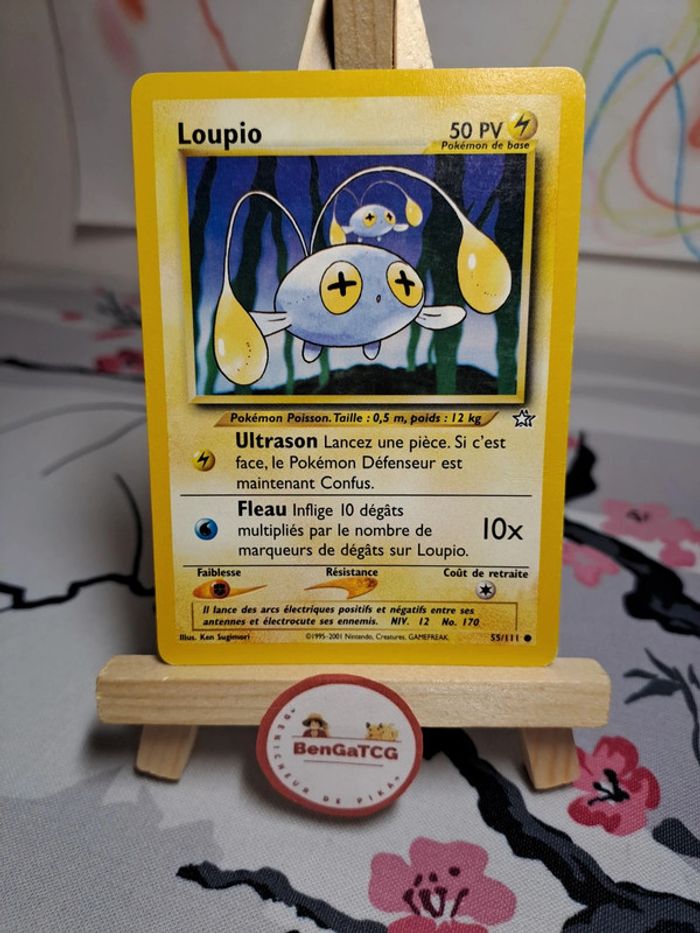 Loupio
50 PV
Pokémon de base
Pokémon Poisson. Taille : 0,5 m, poids : 12 kg
Ultrason Lancez une pièce. Si c'est
face, le Pokémon Défenseur est
maintenant Confus.
Fleau Inflige 10 dégâts
multipliés par le nombre de
marqueurs de dégâts sur Loupio.
10x
Faiblesse
Résistance
Coût de retraite
Il lance des arcs électriques positifs et négatifs entre ses
antennes et électrocute ses ennemis. NIV. 12 No. 170
Illus. Ken Sugimori
©1995-2001 Nintendo, Creatures, GAMEFREAK.
55/111
BenGaTCG
DENICHEUR DE PIKA